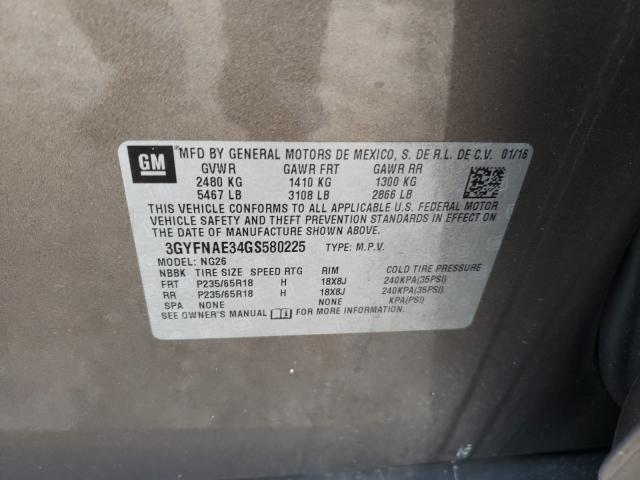 GM
MFD BY GENERAL MOTORS DE MEXICO, S. DE R.L. DE C.V. 01/16
GVWR GAWR FRT GAWR RR
2480 KG 1410 KG 1300 KG
5467 LB 3108 LB 2866 LB
THIS VEHICLE CONFORMS TO ALL APPLICABLE U.S. FEDERAL MOTOR
VEHICLE SAFETY AND THEFT PREVENTION STANDARDS IN EFFECT ON
THE DATE OF MANUFACTURE SHOWN ABOVE.
3GYFNAE34GS580225 TYPE: M.P.V.
MODEL: NG26
NBBK TIRE SIZE SPEED RTG RIM COLD TIRE PRESSURE
FRT P235/65R18 H 18X8J 240KPA(35PSI)
RR P235/65R18 H 18X8J 240KPA(35PSI)
SPA NONE NONE KPA(PSI)
SEE OWNER'S MANUAL FOR MORE INFORMATION.